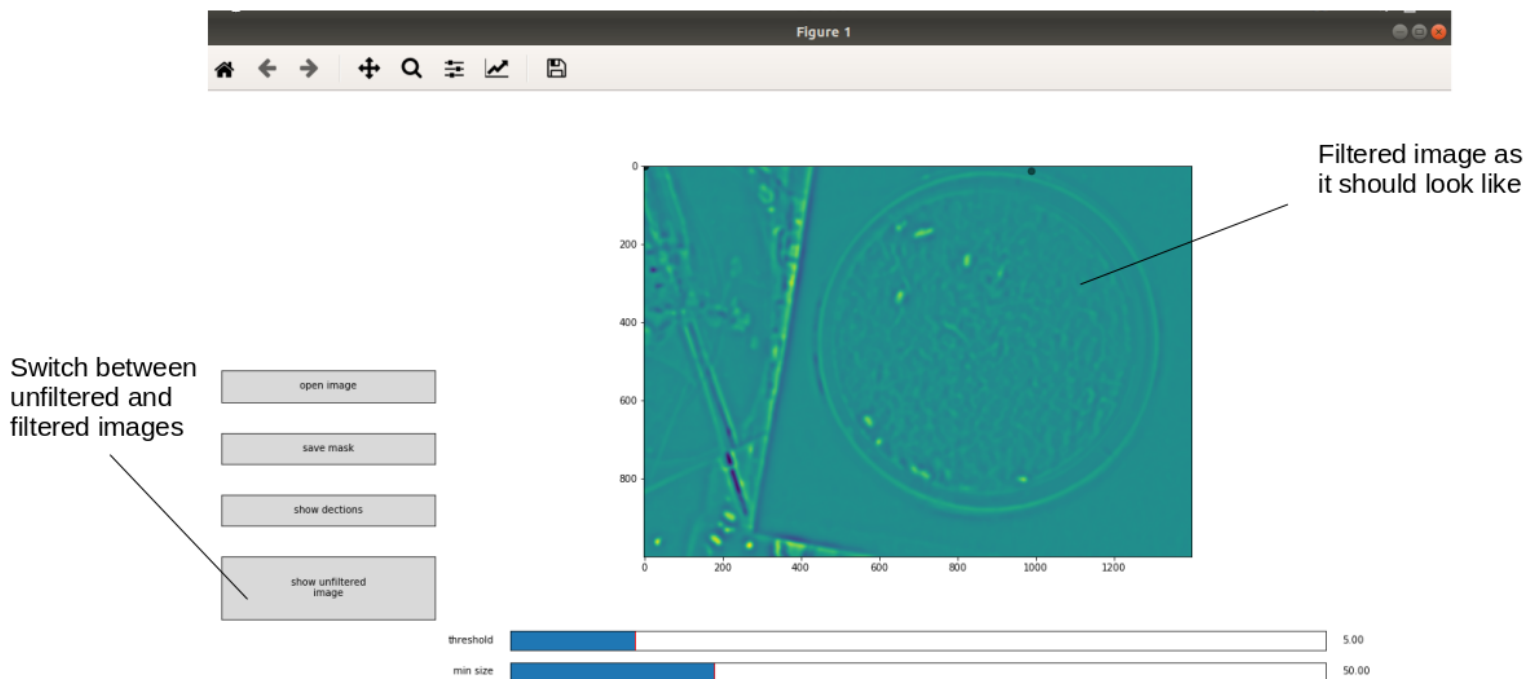 Figure 1
Filtered image as
it should look like
0
200
400
600
800
0
200
400
600
800
1000
1200
Switch between
unfiltered and
filtered images
open image
save mask
show dections
show unfiltered
image
threshold
5.00
min size
50.00